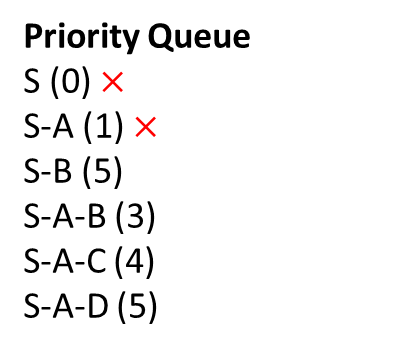 Priority Queue
S (0) ×
S-A (1) ×
S-B (5)
S-A-B (3)
S-A-C (4)
S-A-D (5)